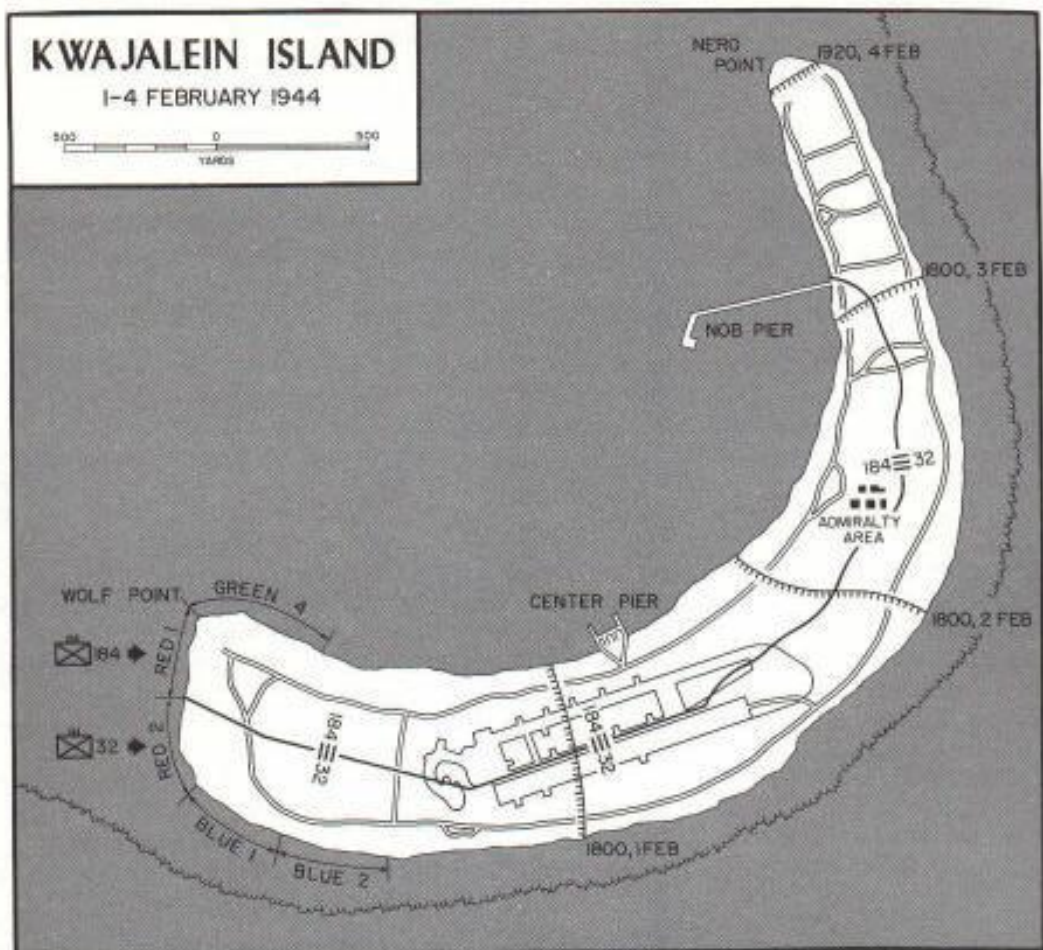 KWAJALEIN ISLAND
1-4 FEBRUARY 1944
500 0 500
YARDS
NERO
POINT
1920, 4 FEB
1800, 3 FEB
NOB PIER
184 32
ADMIRALTY
AREA
1800, 2 FEB
CENTER PIER
WOLF POINT
GREEN 4
184
RED 1
32
RED 2
184 32
184 32
BLUE 1
BLUE 2
1800, 1 FEB